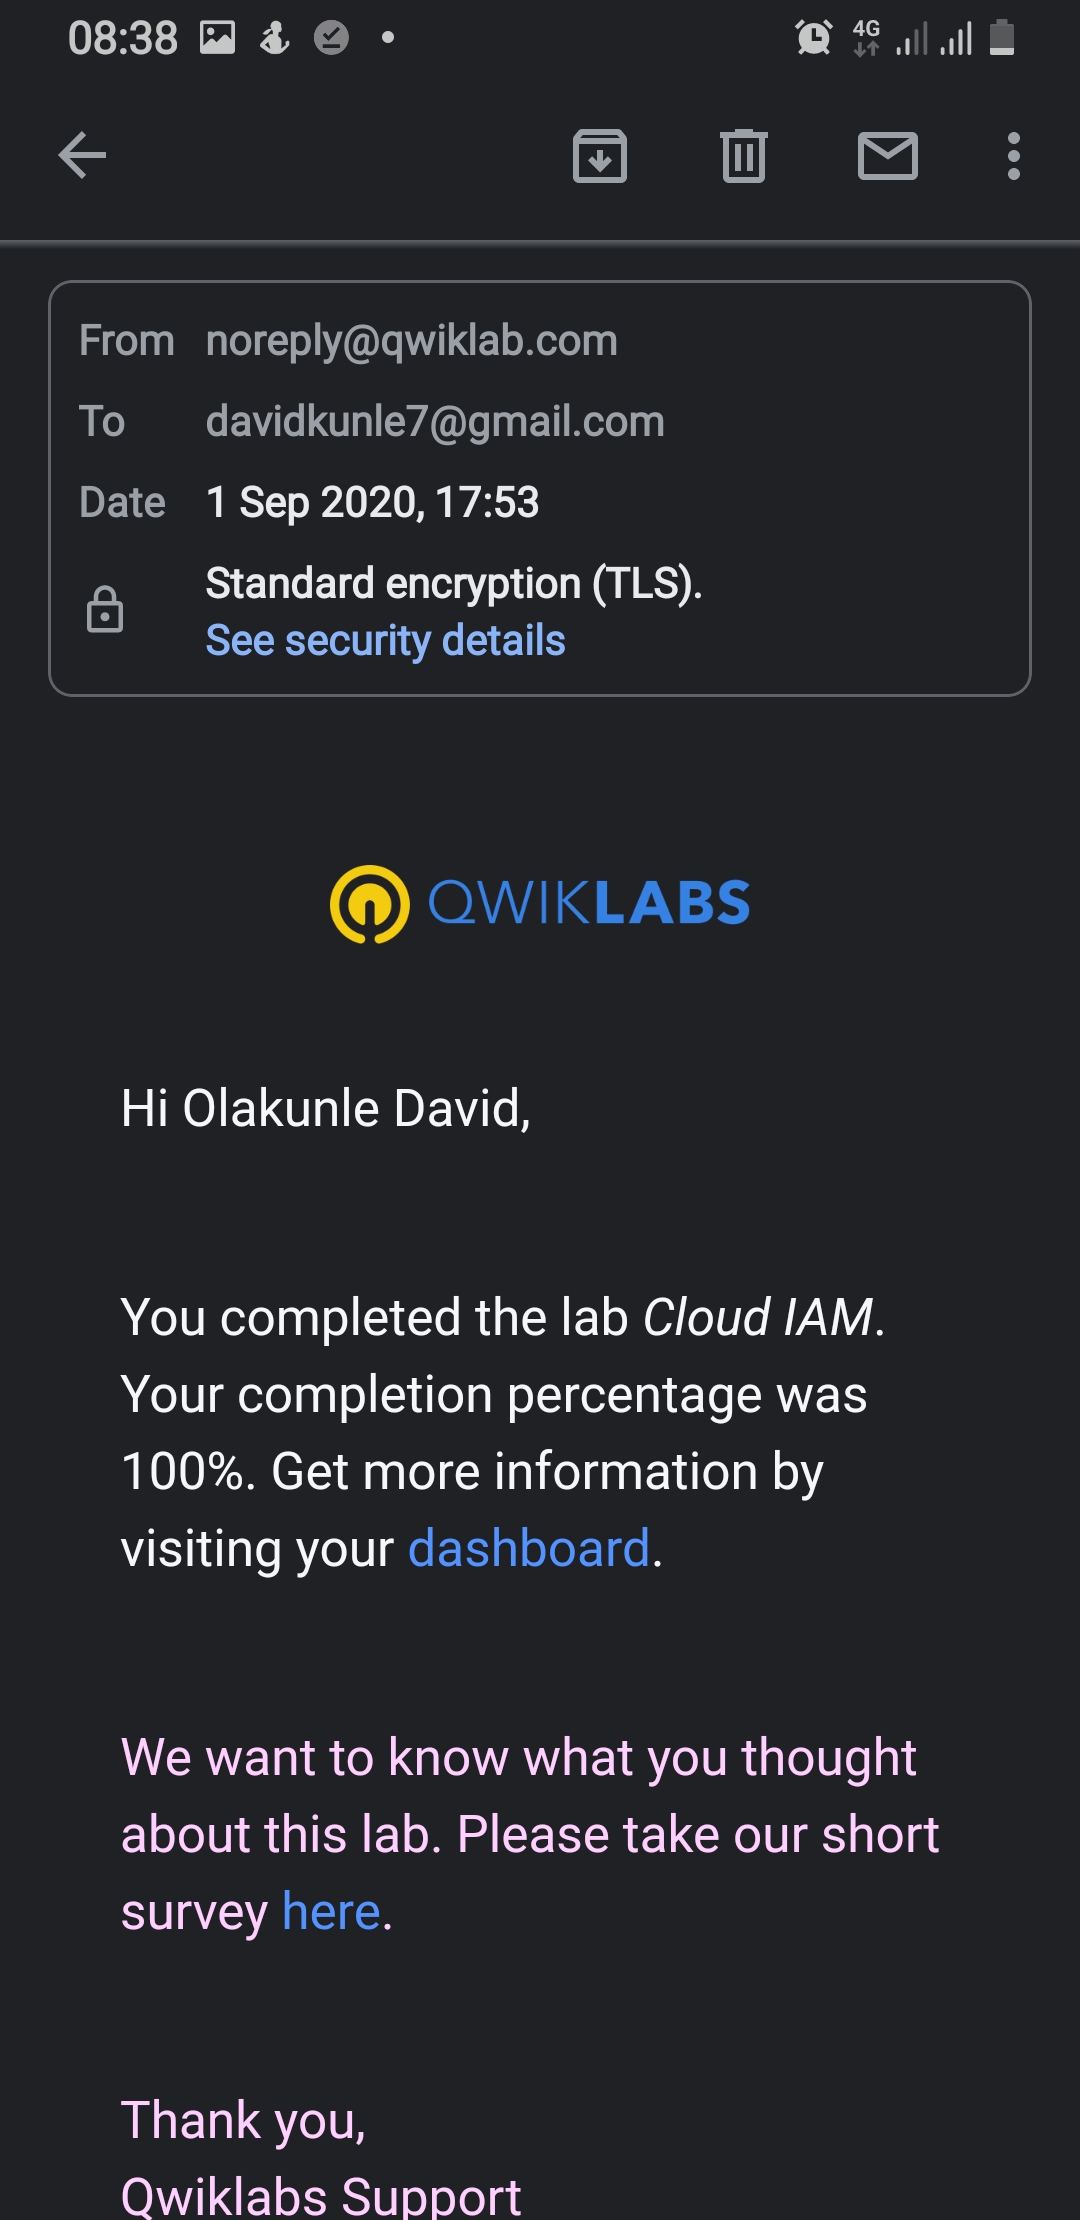 08:38
4G
From noreply@qwiklab.com
To davidkunle7@gmail.com
Date 1 Sep 2020, 17:53
Standard encryption (TLS).
See security details
QWIKLABS
Hi Olakunle David,
You completed the lab Cloud IAM.
Your completion percentage was
100%. Get more information by
visiting your dashboard.
We want to know what you thought
about this lab. Please take our short
survey here.
Thank you,
Qwiklabs Support